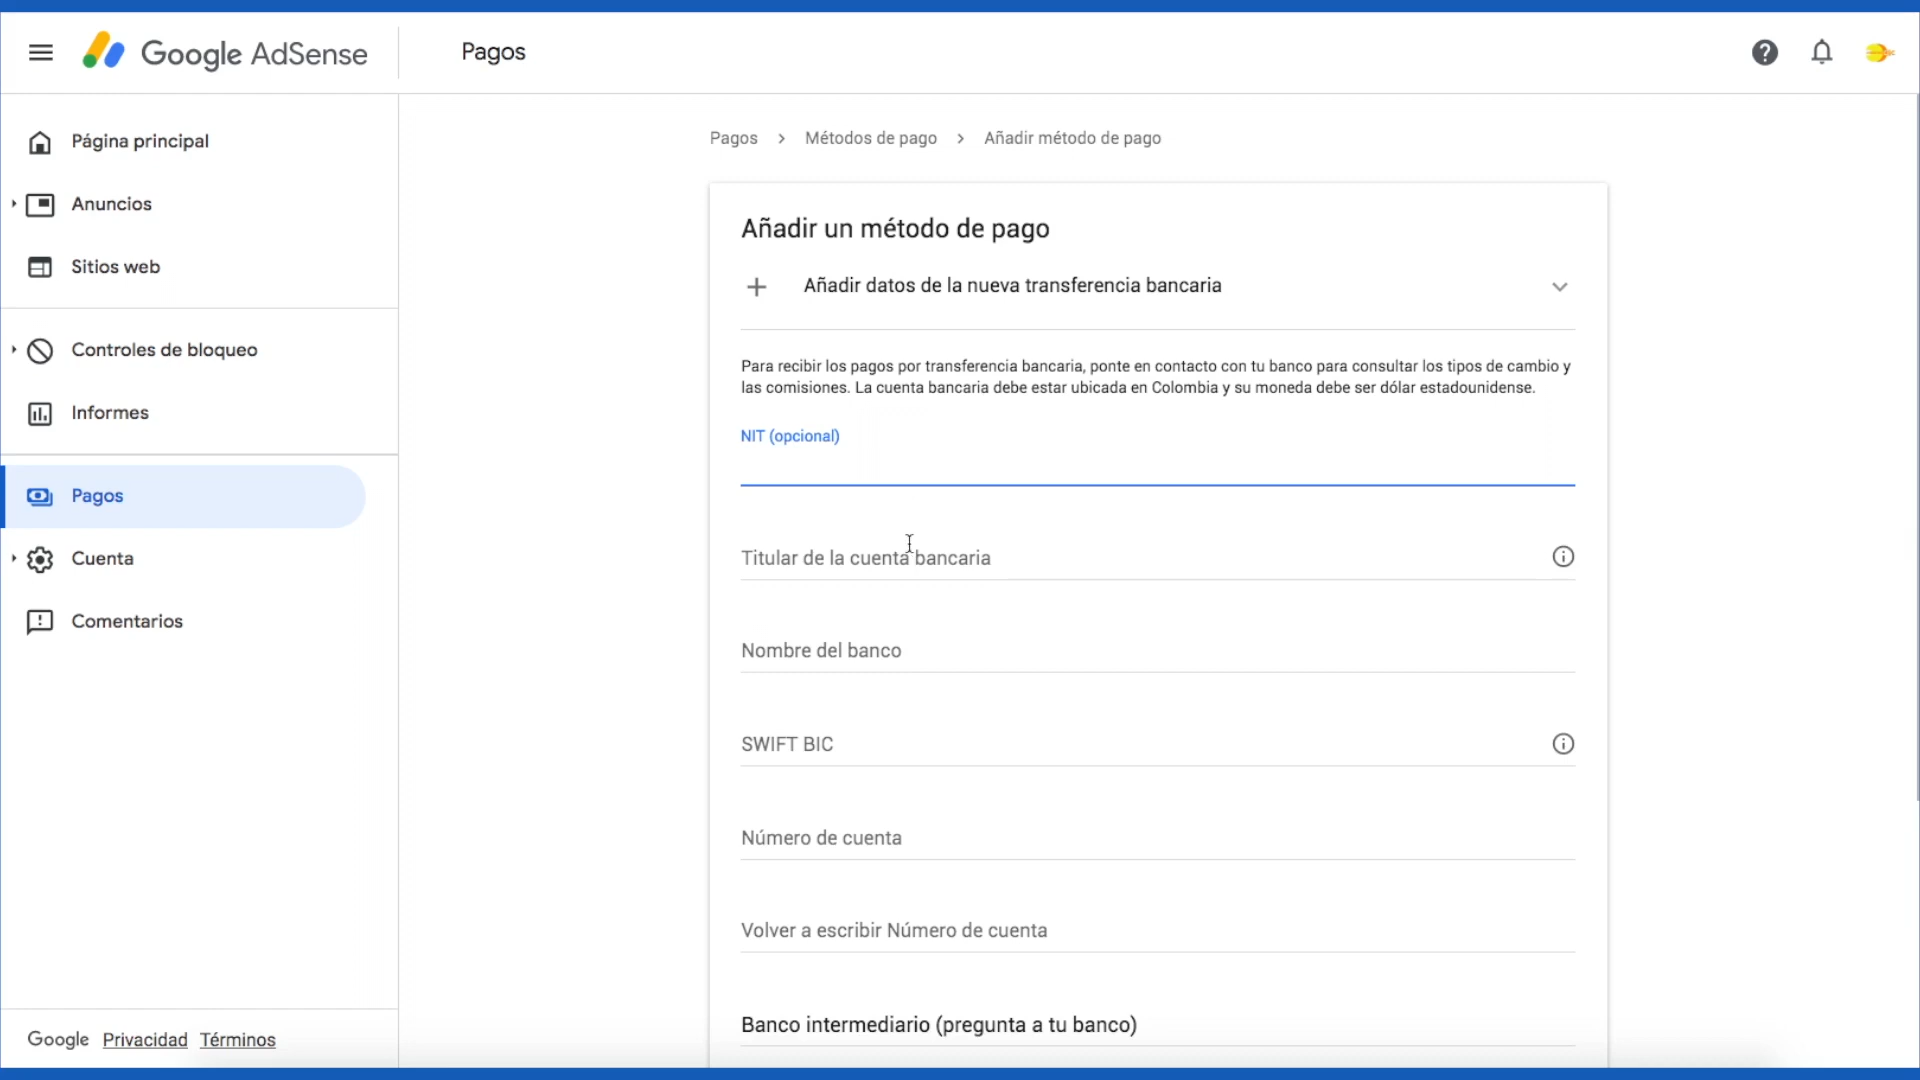 Google AdSense
Pagos
Página principal
Anuncios
Sitios web
Controles de bloqueo
Informes
Pagos
Cuenta
Comentarios
Google Privacidad Términos
Pagos > Métodos de pago > Añadir método de pago
Añadir un método de pago
Añadir datos de la nueva transferencia bancaria
Para recibir los pagos por transferencia bancaria, ponte en contacto con tu banco para consultar los tipos de cambio y
las comisiones. La cuenta bancaria debe estar ubicada en Colombia y su moneda debe ser dólar estadounidense.
NIT (opcional)
Titular de la cuenta bancaria
Nombre del banco
SWIFT BIC
Número de cuenta
Volver a escribir Número de cuenta
Banco intermediario (pregunta a tu banco)